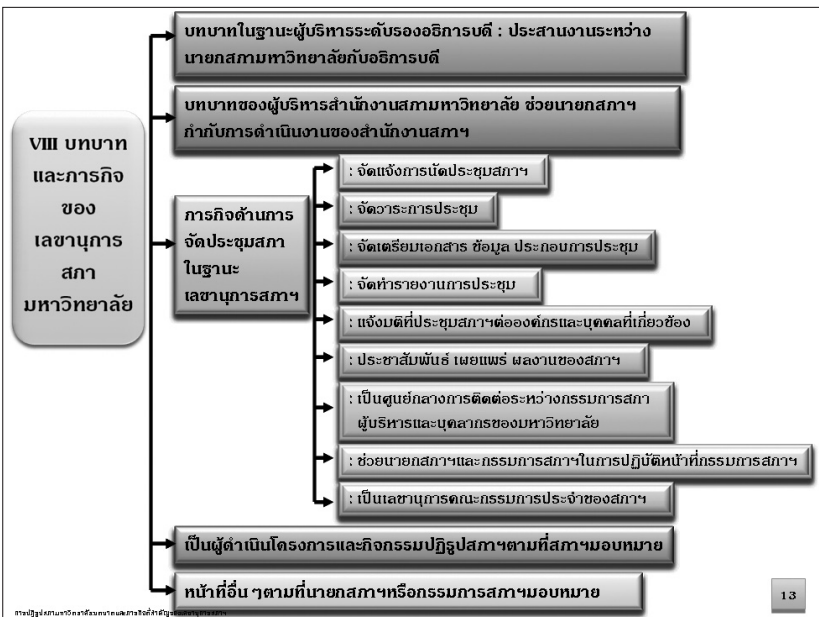 VIII บทบาท
และภารกิจ
ของ
เลขานุการ
สภา
มหาวิทยาลัย
บทบาทในฐานะผู้บริหารระดับรองอธิการบดี : ประสานงานระหว่าง
นายกสภามหาวิทยาลัยกับอธิการบดี
บทบาทของผู้บริหารสำนักงานสภามหาวิทยาลัย ช่วยนายกสภาฯ
กำกับการดำเนินงานของสำนักงานสภาฯ
ภารกิจด้านการ
จัดประชุมสภา
ในฐานะ
เลขานุการสภาฯ
: จัดแจ้งการนัดประชุมสภาฯ
: จัดวาระการประชุม
: จัดเตรียมเอกสาร ข้อมูล ประกอบการประชุม
: จัดทำรายงานการประชุม
: แจ้งมติที่ประชุมสภาฯต่อองค์กรและบุคคลที่เกี่ยวข้อง
: ประชาสัมพันธ์ เผยแพร่ ผลงานของสภาฯ
: เป็นศูนย์กลางการติดต่อระหว่างกรรมการสภา
ผู้บริหารและบุคลากรของมหาวิทยาลัย
: ช่วยนายกสภาฯและกรรมการสภาฯในการปฏิบัติหน้าที่กรรมการสภาฯ
: เป็นเลขานุการคณะกรรมการประจำของสภาฯ
เป็นผู้ดำเนินโครงการและกิจกรรมปฏิรูปสภาฯตามที่สภาฯมอบหมาย
หน้าที่อื่น ๆตามที่นายกสภาฯหรือกรรมการสภาฯมอบหมาย
13